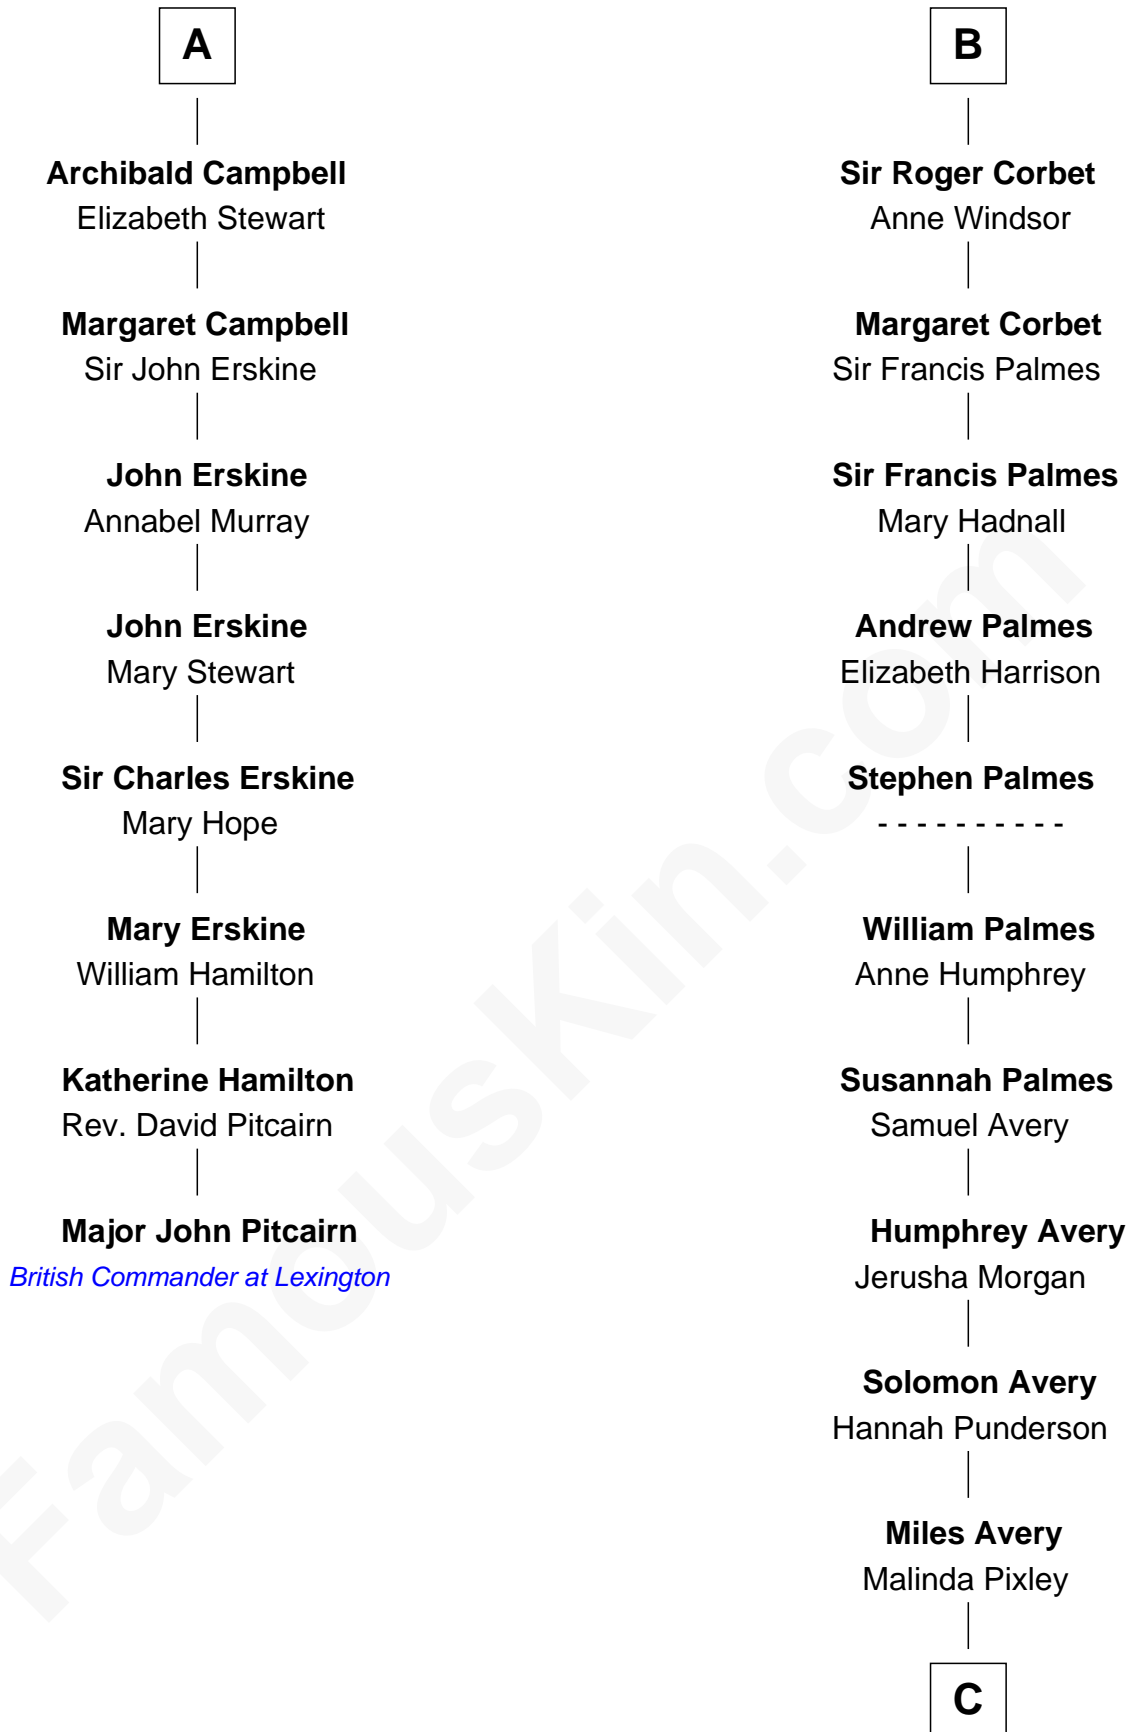 A
Archibald Campbell
Elizabeth Stewart
Margaret Campbell
Sir John Erskine
John Erskine
Annabel Murray
John Erskine
Mary Stewart
Sir Charles Erskine
Mary Hope
Mary Erskine
William Hamilton
Katherine Hamilton
Rev. David Pitcairn
Major John Pitcairn
British Commander at Lexington
B
Sir Roger Corbet
Anne Windsor
Margaret Corbet
Sir Francis Palmes
Sir Francis Palmes
Mary Hadnall
Andrew Palmes
Elizabeth Harrison
Stephen Palmes
- - - - - - - - - -
William Palmes
Anne Humphrey
Susannah Palmes
Samuel Avery
Humphrey Avery
Jerusha Morgan
Solomon Avery
Hannah Punderson
Miles Avery
Malinda Pixley
C
FamousKin.com